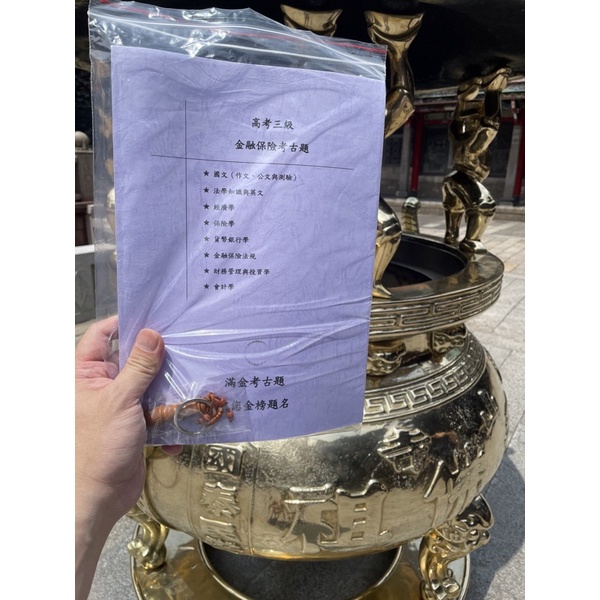 高考三級
金融保險考古題
★ 國文（作文、公文與測驗）
★ 法學知識與英文
★ 經濟學
★ 保險學
★ 貨幣銀行學
★ 金融保險法規
★ 財務管理與投資學
★ 會計學
滿金考古題
金榜題名
國
祖